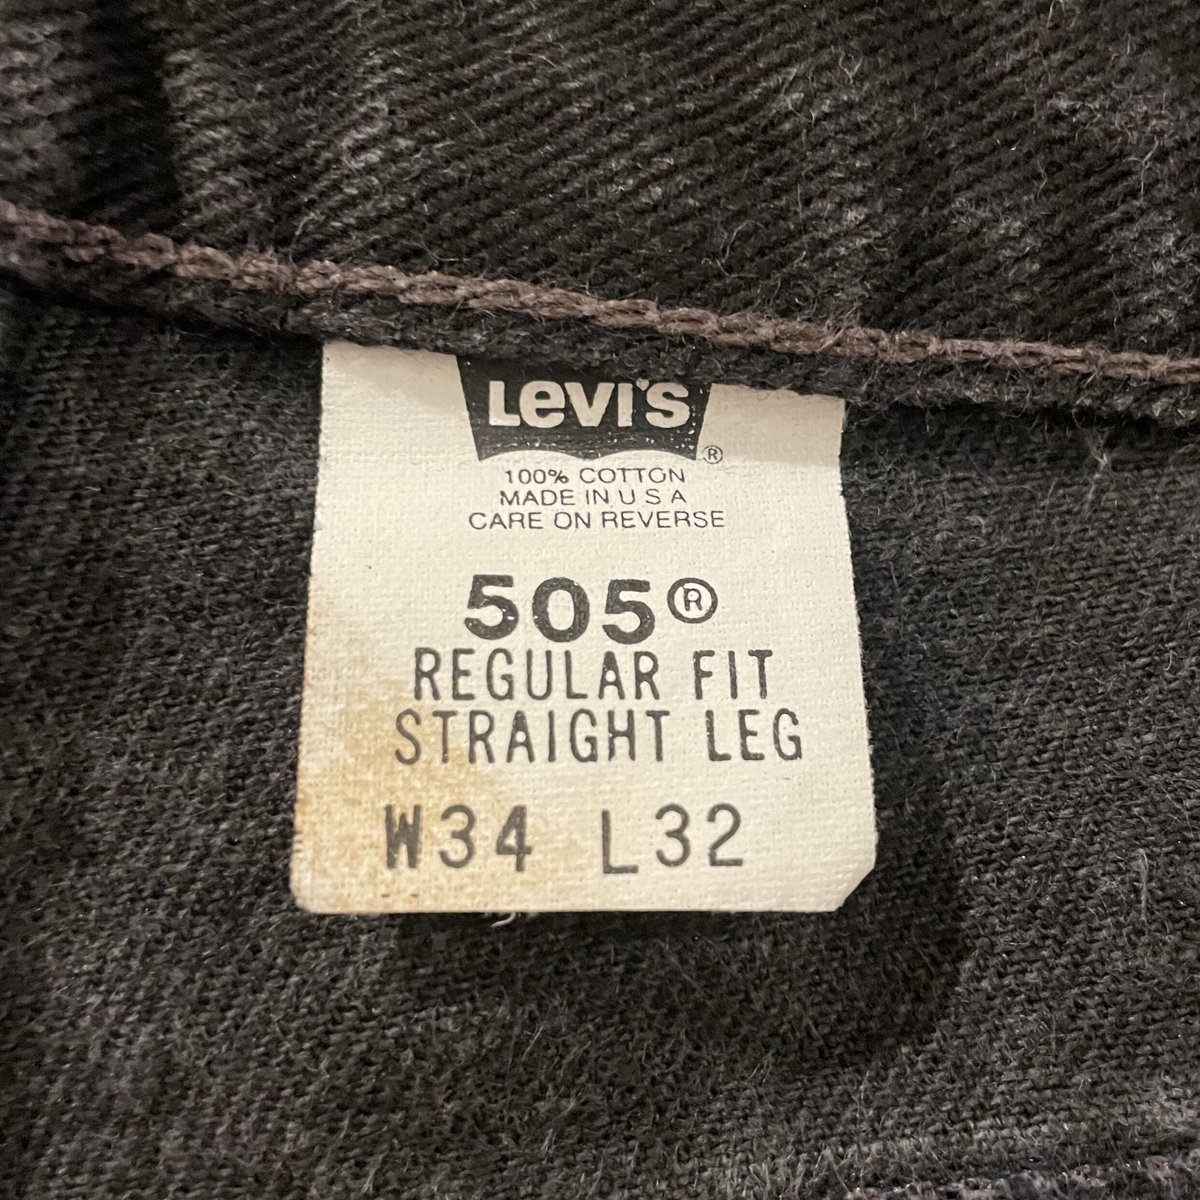 Levi's
®
100% COTTON
MADE IN U S A
CARE ON REVERSE
505®
REGULAR FIT
STRAIGHT LEG
W34 L32